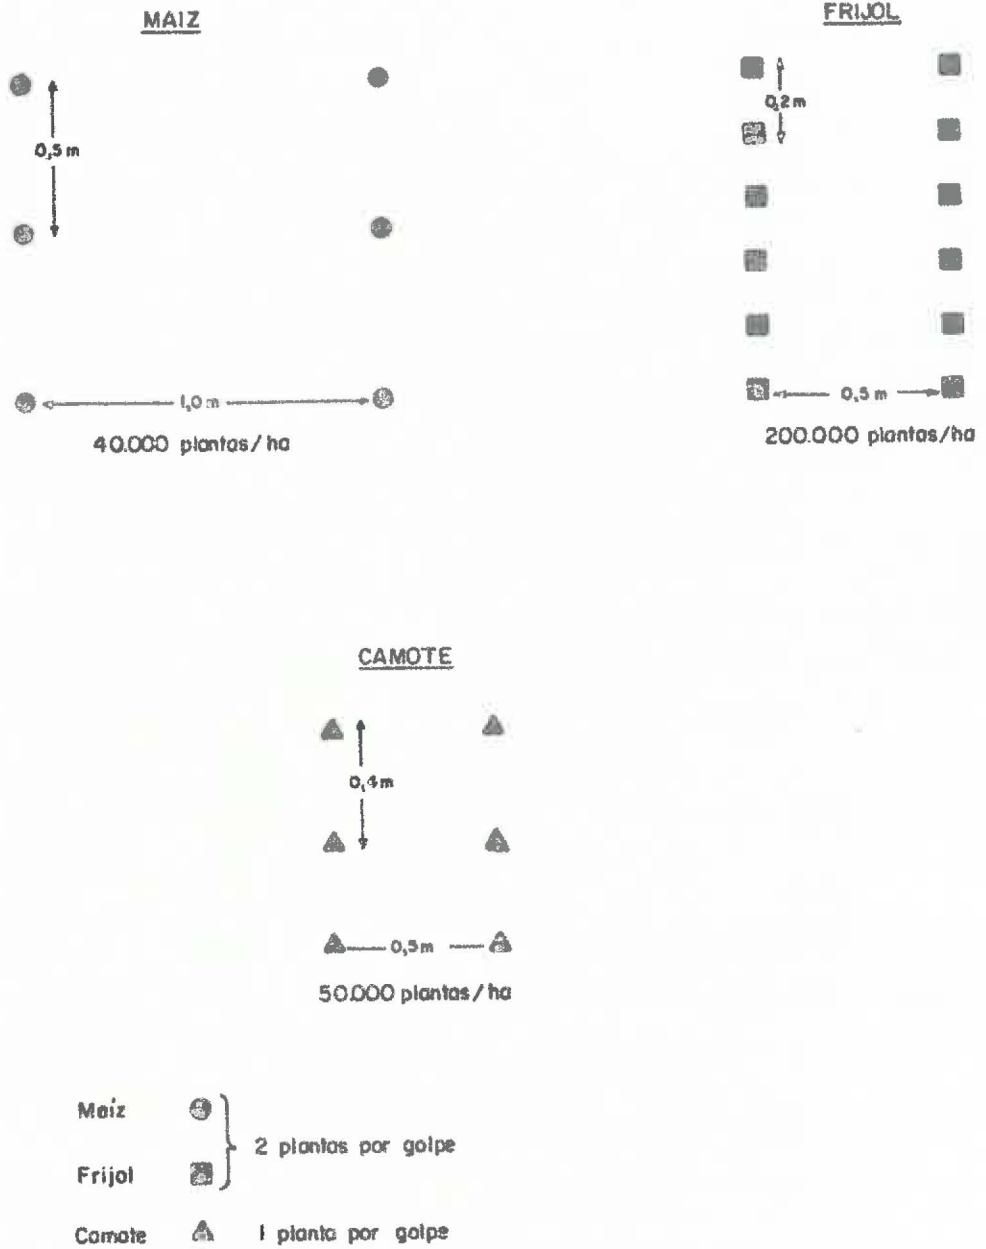 MAIZ
0,5 m
1,0 m
40.000 plantas/ha
FRIJOL
0,2 m
0,5 m
200.000 plantas/ha
CAMOTE
0,4 m
0,5 m
50.000 plantas/ha
Maíz
2 plantas por golpe
Frijol
Camote 1 planta por golpe